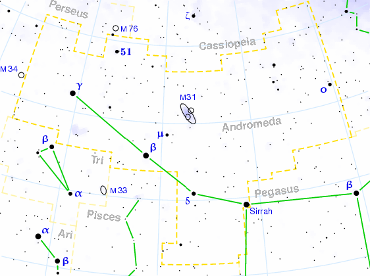 Perseus
ξ
M76
51
Cassiopeia
M34
γ
M31
ο
Andromeda
μ
β
β
Tri
M33
α
δ
Pegasus
β
Sirrah
Pisces
α
Ari
β